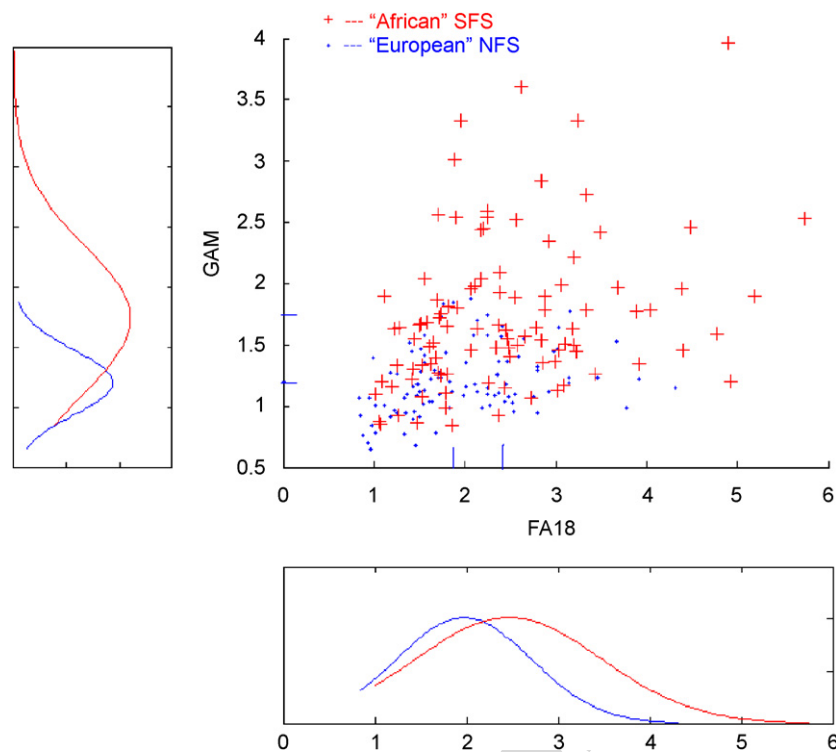 + --- “African” SFS
· --- “European” NFS
4
3.5
3
2.5
GAM
2
1.5
1
0.5
0 1 2 3 4 5 6
FA18
0 1 2 3 4 5 6